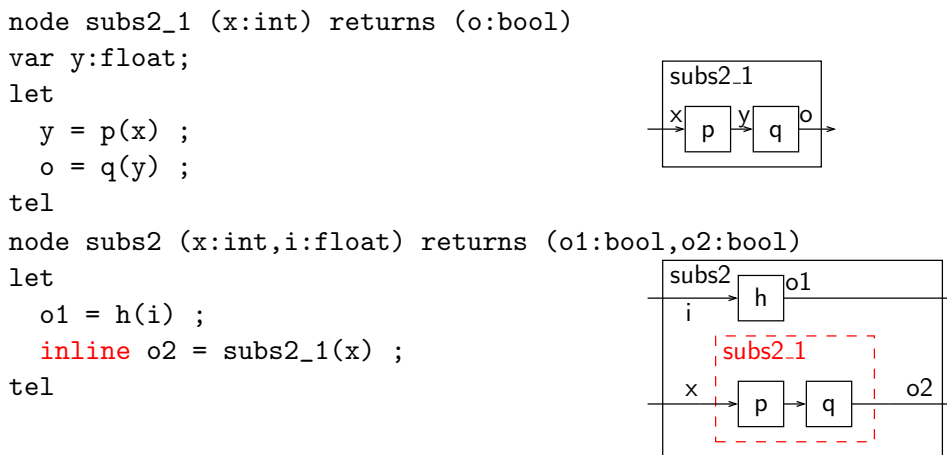 node subs2_1 (x:int) returns (o:bool)
var y:float;
let
y = p(x) ;
o = q(y) ;
tel
subs2_1
x p y q o
node subs2 (x:int,i:float) returns (o1:bool,o2:bool)
let
o1 = h(i) ;
inline o2 = subs2_1(x) ;
tel
subs2 h o1
i
subs2_1
x p q o2